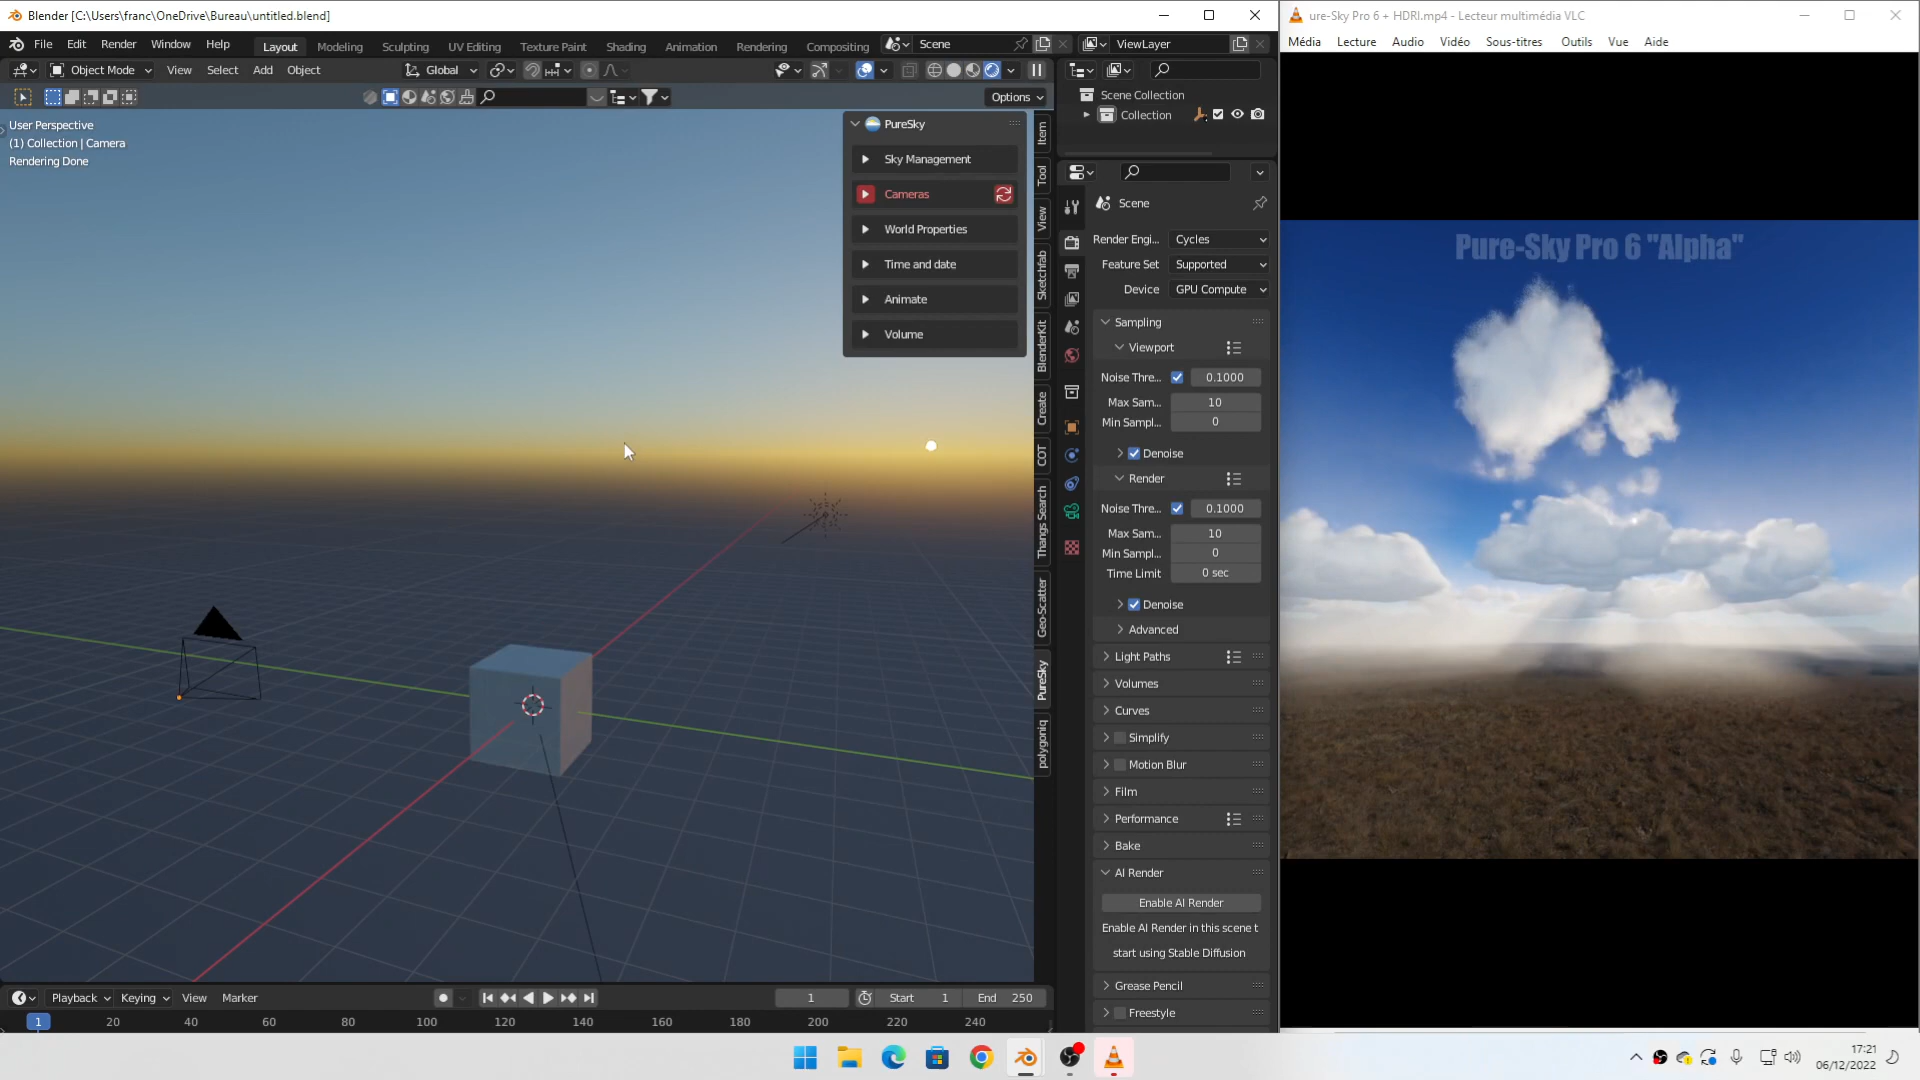 Blender [C:\Users\franc\OneDrive\Bureau\untitled.blend]
File Edit Render Window Help
Layout Modeling Sculpting UV Editing Texture Paint Shading Animation Rendering Compositing
Scene
ViewLayer
Object Mode
View Select Add Object
Global
Options
User Perspective
(1) Collection | Camera
Rendering Done
PureSky
Sky Management
Cameras
World Properties
Time and date
Animate
Volume
Item
Tool
View
Sketchfab
BlenderKit
Create
COT
Thangs Search
Geo-Scatter
PureSky
polygoniq
Scene Collection
Collection
Scene
Render Engi... Cycles
Feature Set Supported
Device GPU Compute
Sampling
Viewport
Noise Thre... 0.1000
Max Sam... 10
Min Sampl... 0
Denoise
Render
Noise Thre... 0.1000
Max Sam... 10
Min Sampl... 0
Time Limit 0 sec
Denoise
Advanced
Light Paths
Volumes
Curves
Simplify
Motion Blur
Film
Performance
Bake
AI Render
Enable AI Render
Enable AI Render in this scene t
start using Stable Diffusion
Grease Pencil
Freestyle
Playback Keying View Marker
1
Start 1 End 250
1 20 40 60 80 100 120 140 160 180 200 220 240
ure-Sky Pro 6 + HDRI.mp4 - Lecteur multimédia VLC
Média Lecture Audio Vidéo Sous-titres Outils Vue Aide
Pure-Sky Pro 6 "Alpha"
17:21
06/12/2022